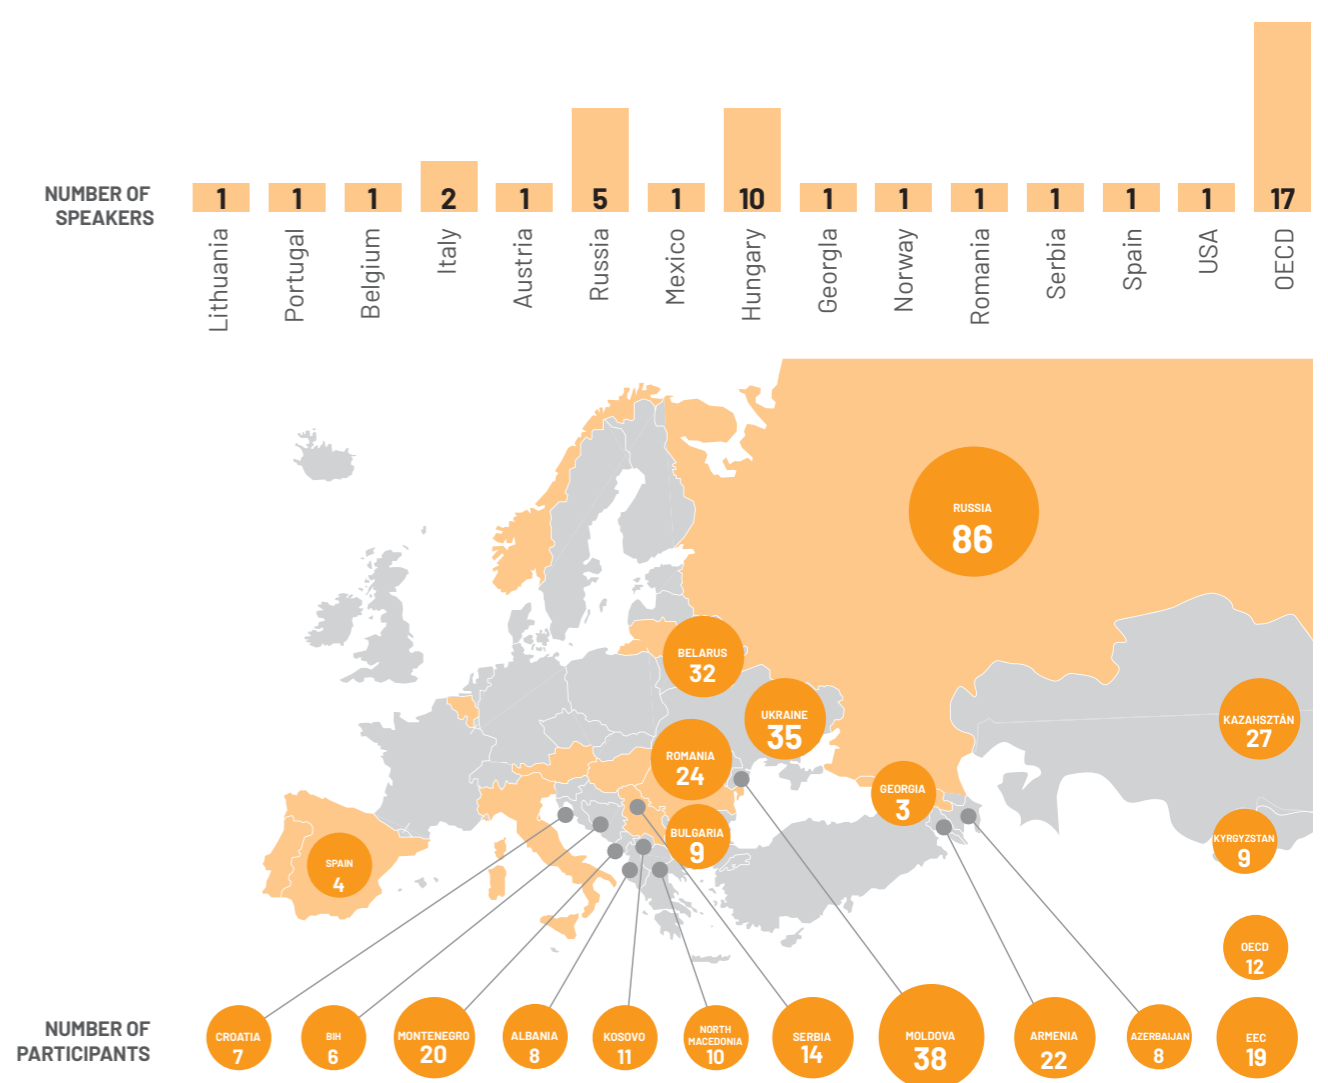 NUMBER OF
SPEAKERS
1
1
1
2
1
5
1
10
1
1
1
1
1
1
17
Lithuania
Portugal
Belgium
Italy
Austria
Russia
Mexico
Hungary
GeorgIa
Norway
Romania
Serbia
Spain
USA
OECD
RUSSIA
86
BELARUS
32
UKRAINE
35
KAZAHSZTÁN
27
ROMANIA
24
GEORGIA
3
BULGARIA
9
KYRGYZSTAN
9
SPAIN
4
OECD
12
NUMBER OF
PARTICIPANTS
CROATIA
7
BIH
6
MONTENEGRO
20
ALBANIA
8
KOSOVO
11
NORTH
MACEDONIA
10
SERBIA
14
MOLDOVA
38
ARMENIA
22
AZERBAIJAN
8
EEC
19